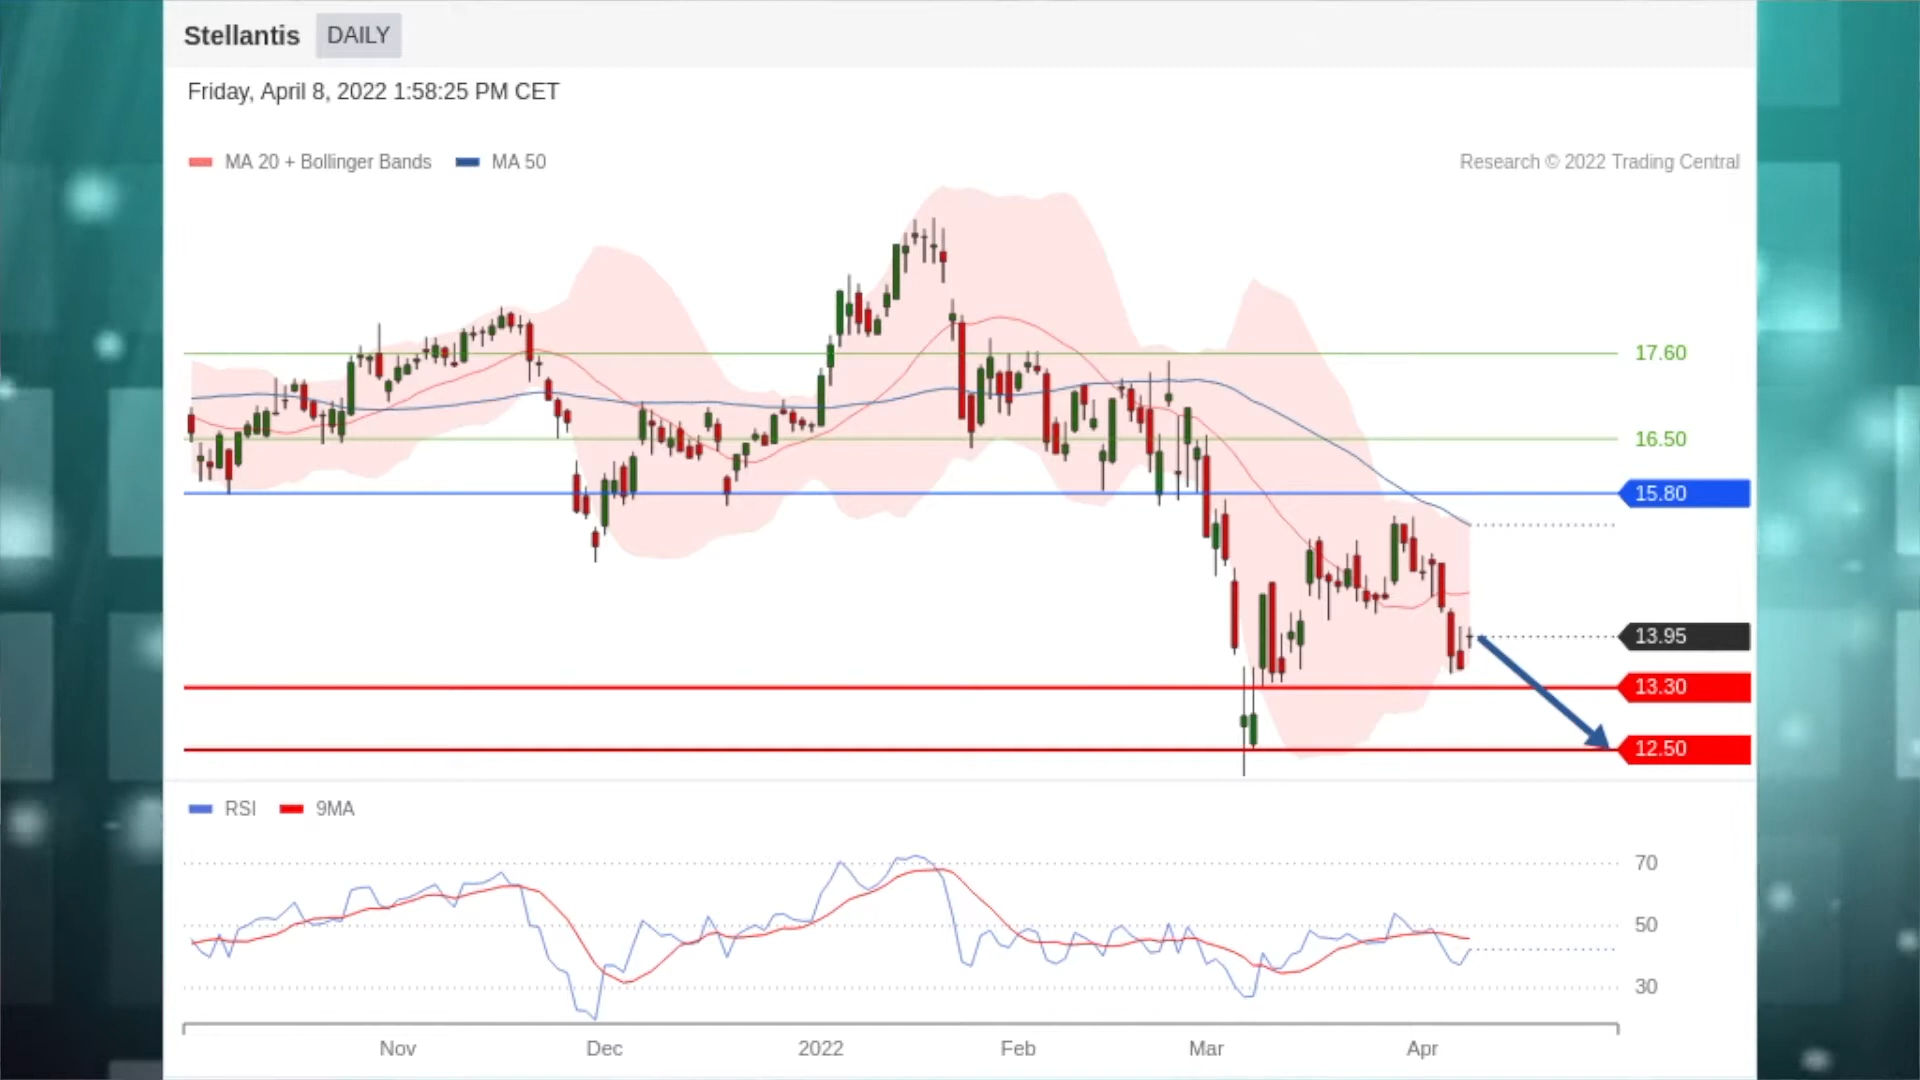 Stellantis DAILY
Friday, April 8, 2022 1:58:25 PM CET
MA 20 + Bollinger Bands MA 50
Research © 2022 Trading Central
17.60
16.50
15.80
13.95
13.30
12.50
RSI 9MA
70
50
30
Nov Dec 2022 Feb Mar Apr